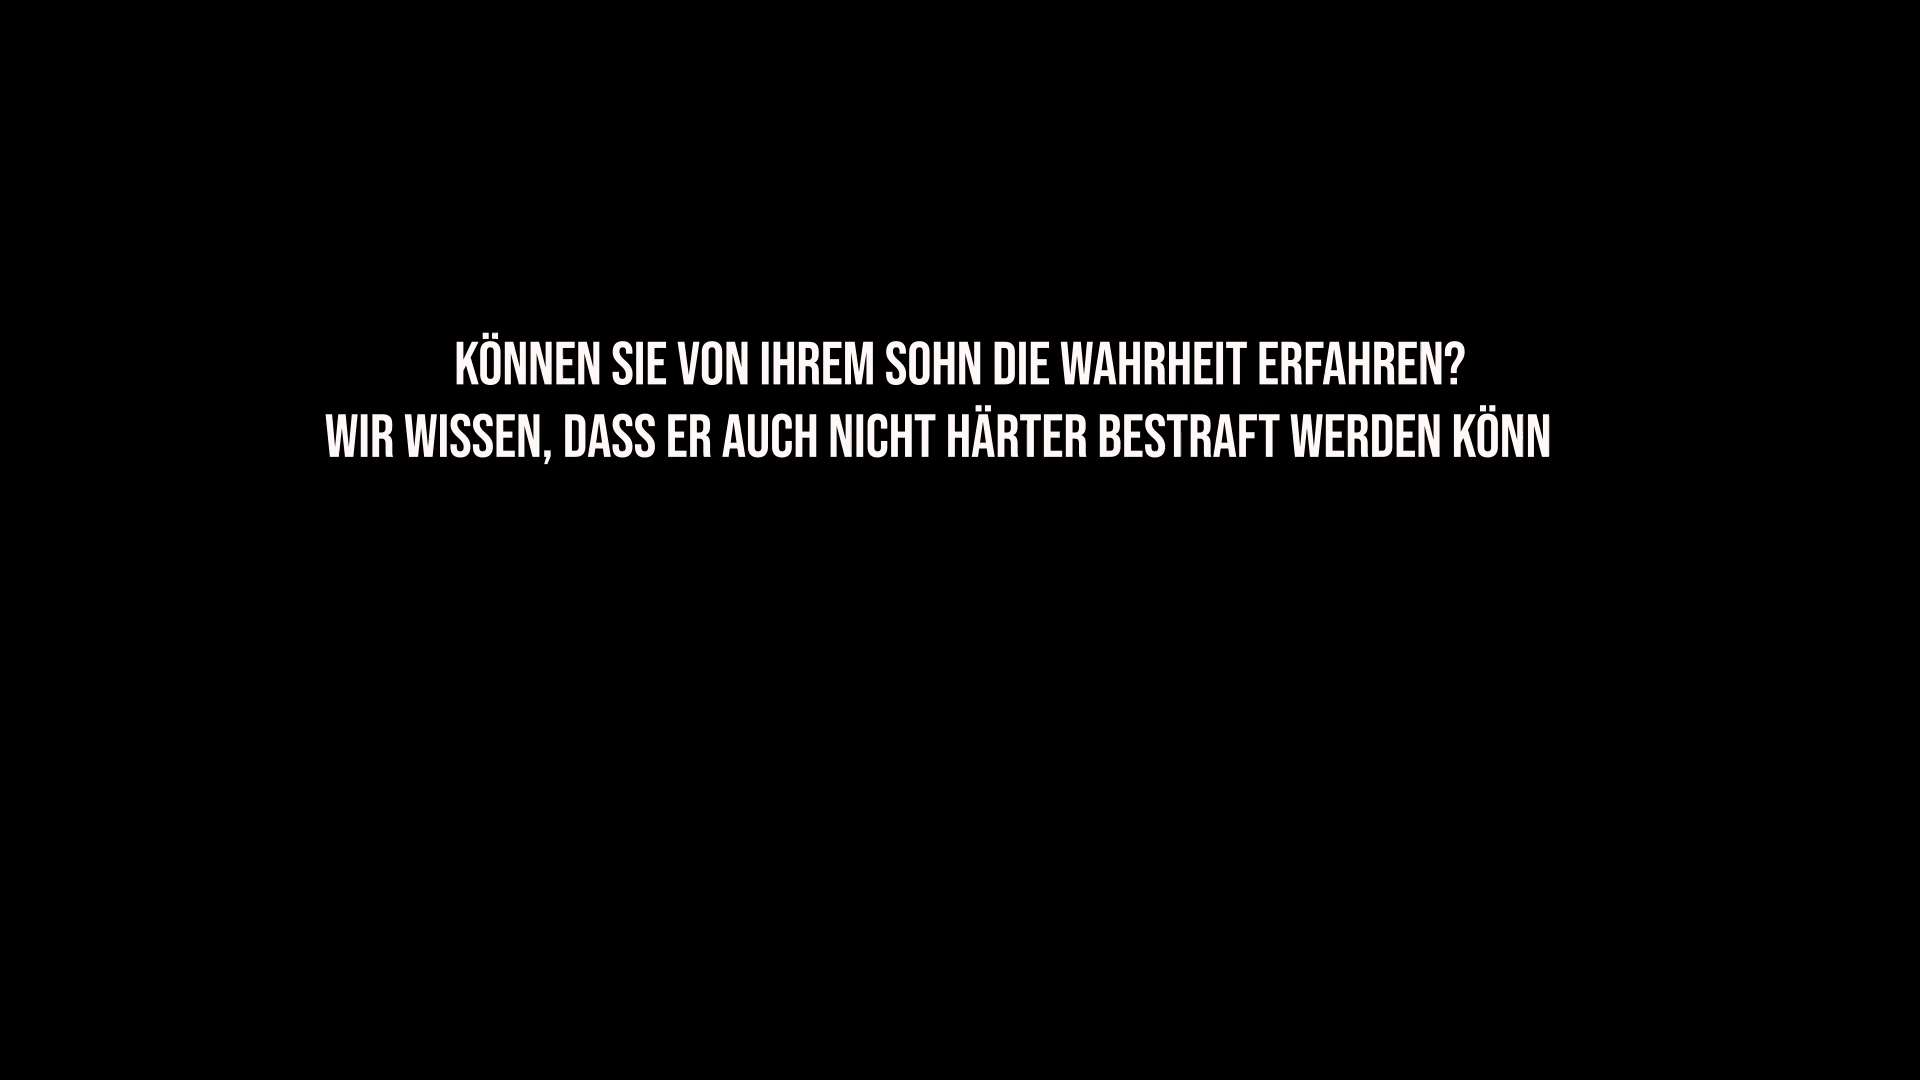 KÖNNEN SIE VON IHREM SOHN DIE WAHRHEIT ERFAHREN?
WIR WISSEN, DASS ER AUCH NICHT HÄRTER BESTRAFT WERDEN KÖNN